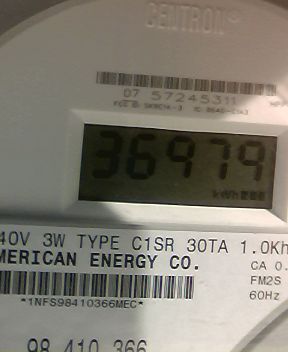 CENTRON®
07 57245311
36979
kWh
40V 3W TYPE C1SR 30TA 1.0Kh
MERICAN ENERGY CO.
CA 0.
FM2S
60Hz
*1NFS98410366MEC*
98 410 366